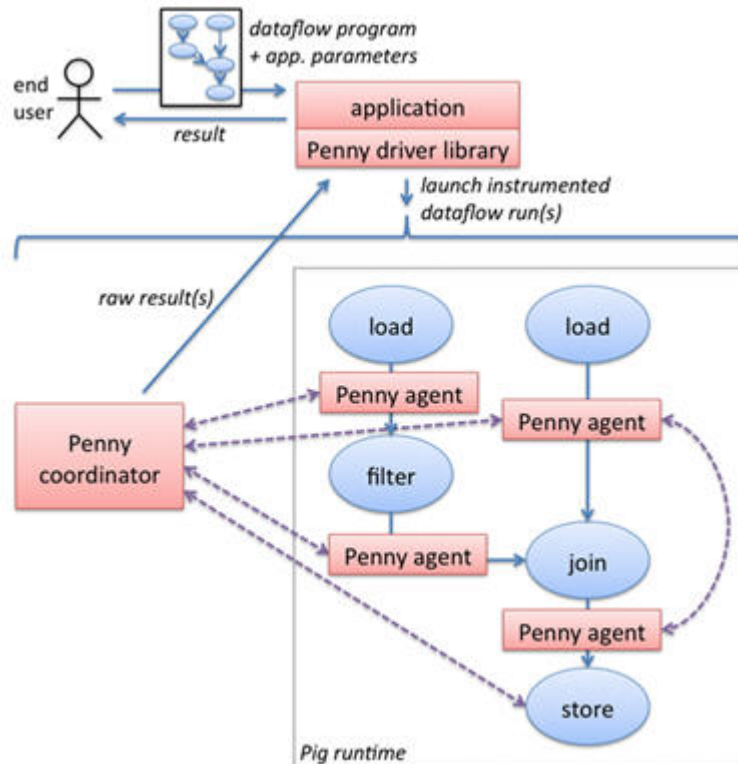 dataflow program
+ app. parameters
end
user
result
application
Penny driver library
launch instrumented
dataflow run(s)
raw result(s)
load
load
Penny agent
Penny agent
Penny
coordinator
filter
Penny agent
join
Penny agent
store
Pig runtime